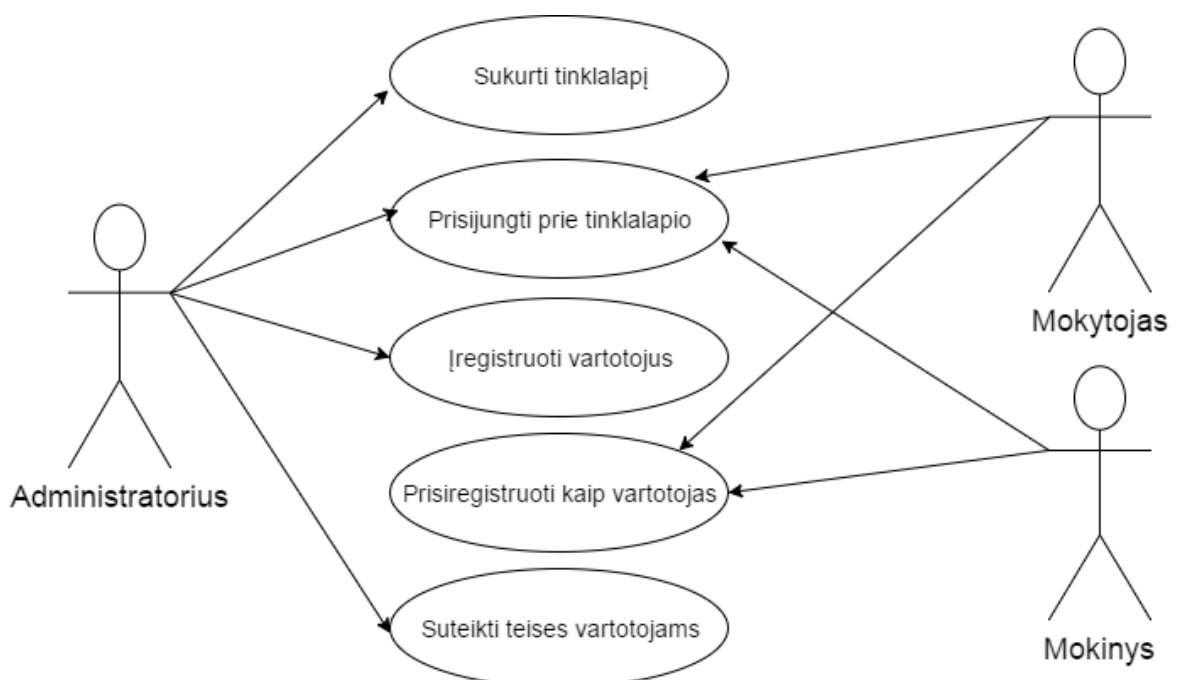 Sukurti tinklalapį
Prisijungti prie tinklalapio
Įregistruoti vartotojus
Prisiregistruoti kaip vartotojas
Suteikti teises vartotojams
Administratorius
Mokytojas
Mokinys